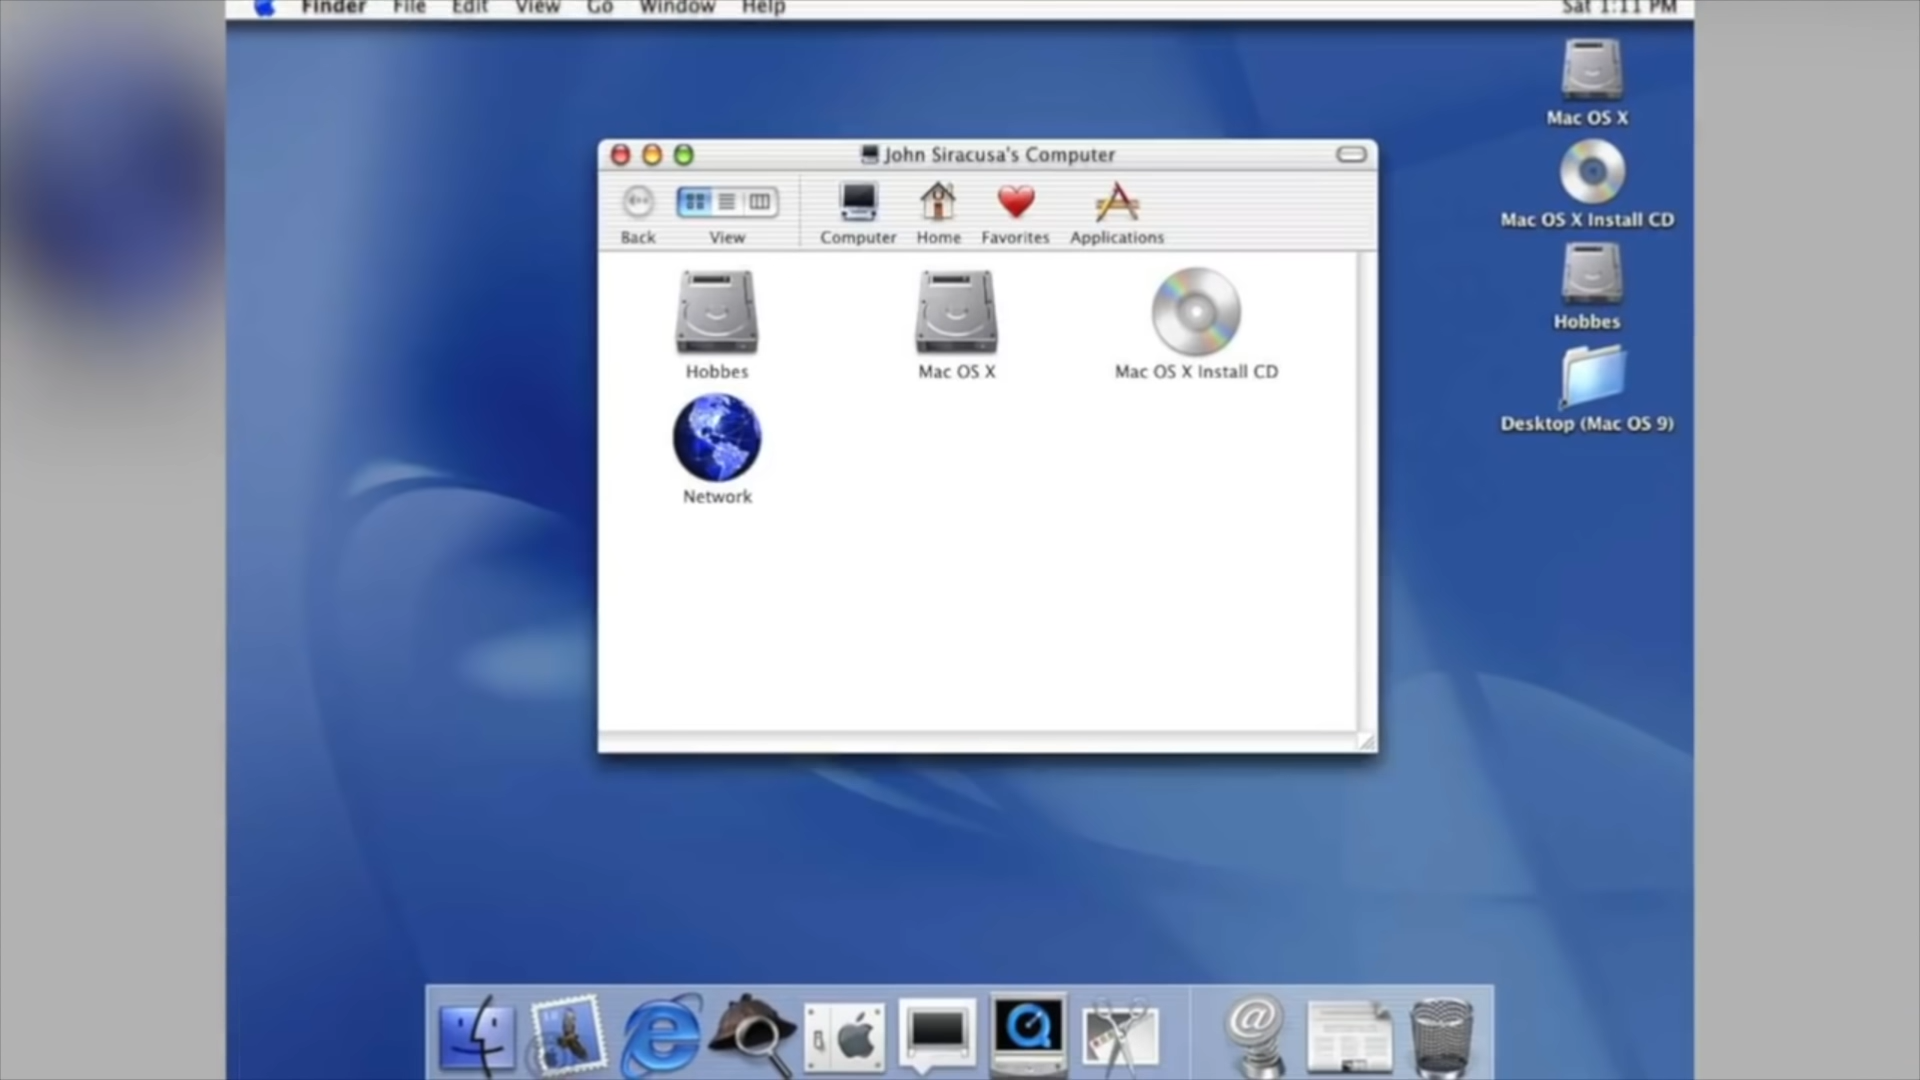 Finder File Edit View Go Window Help Sat 1:11 PM
John Siracusa's Computer
Back View Computer Home Favorites Applications
Hobbes Mac OS X Mac OS X Install CD
Network
Mac OS X
Mac OS X Install CD
Hobbes
Desktop (Mac OS 9)
@